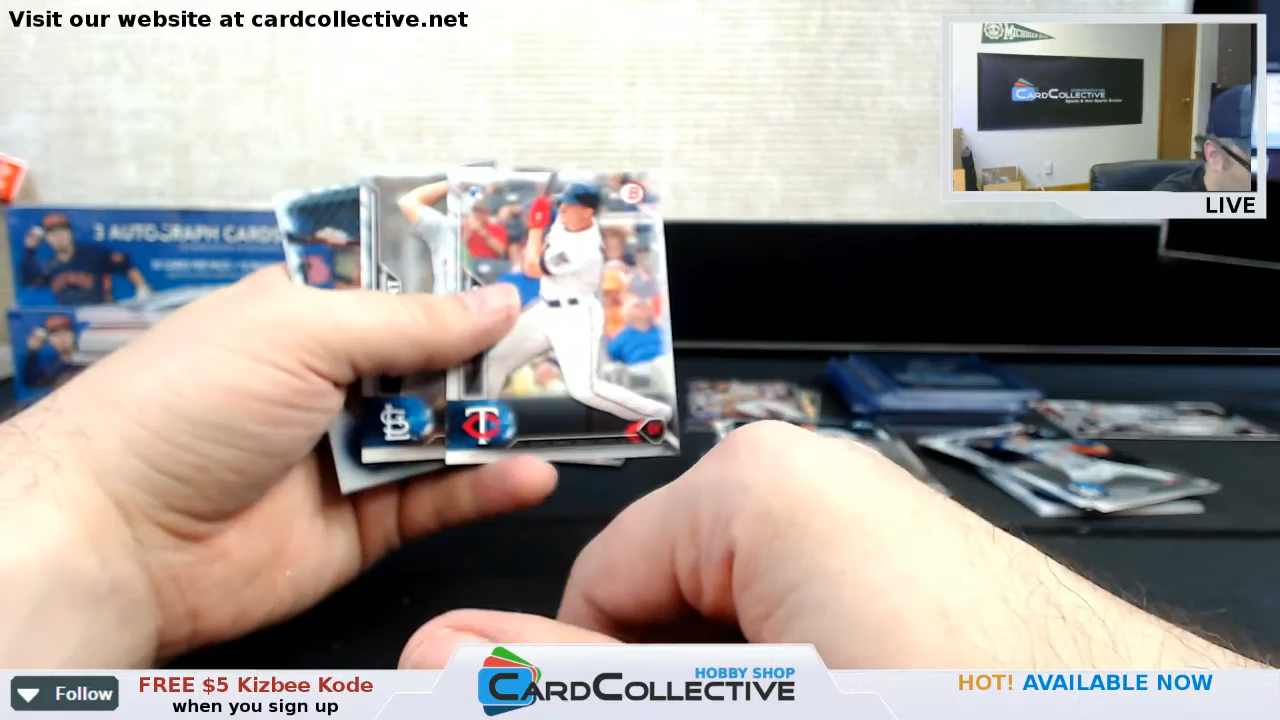 Visit our website at cardcollective.net
MICHIGAN
CARDCOLLECTIVE
LIVE
3 AUTOGRAPH CARDS
B
Follow
FREE $5 Kizbee Kode
when you sign up
HOBBY SHOP
CARDCOLLECTIVE
HOT! AVAILABLE NOW